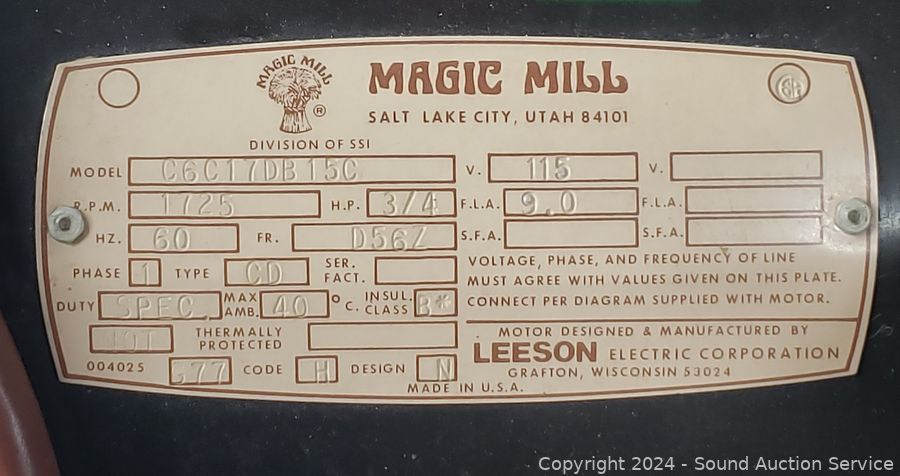 MAGIC MILL
®
MAGIC MILL
SALT LAKE CITY, UTAH 84101
DIVISION OF SSI
MODEL C6C17DB15C V. 115 V.
R.P.M. 1725 H.P. 3/4 F.L.A. 9.0 F.L.A.
HZ. 60 FR. D56Z S.F.A. S.F.A.
PHASE 1 TYPE CD SER. FACT.
DUTY SPEC. MAX AMB. 40 °C. INSUL. CLASS B*
NOT THERMALLY PROTECTED
004025 G77 CODE H DESIGN N
MADE IN U.S.A.
VOLTAGE, PHASE, AND FREQUENCY OF LINE
MUST AGREE WITH VALUES GIVEN ON THIS PLATE.
CONNECT PER DIAGRAM SUPPLIED WITH MOTOR.
MOTOR DESIGNED & MANUFACTURED BY
LEESON ELECTRIC CORPORATION
GRAFTON, WISCONSIN 53024
Copyright 2024 - Sound Auction Service